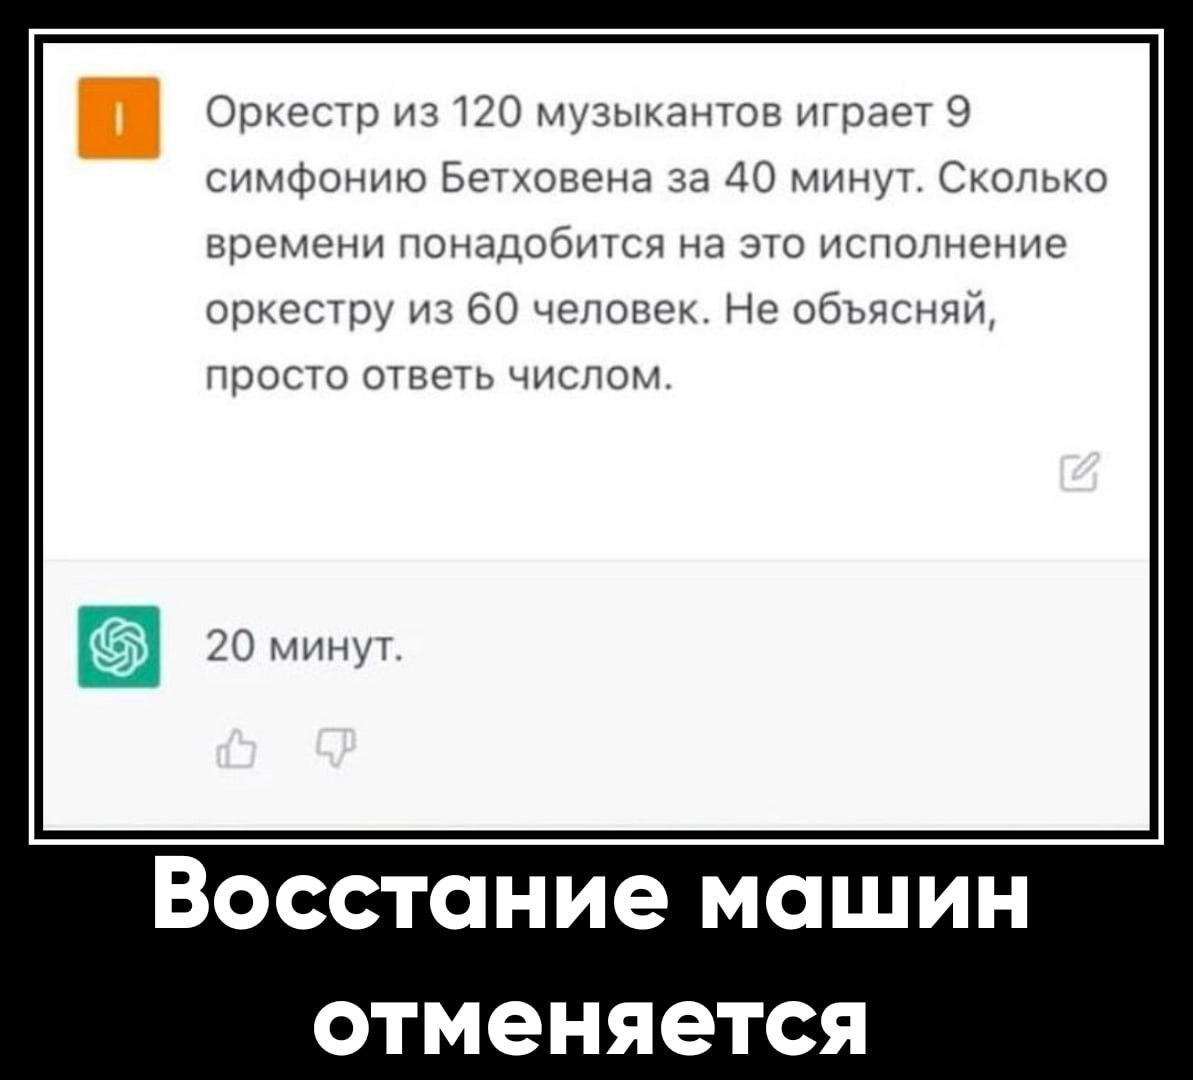 I
Оркестр из 120 музыкантов играет 9
симфонию Бетховена за 40 минут. Сколько
времени понадобится на это исполнение
оркестру из 60 человек. Не объясняй,
просто ответь числом.
20 минут.
Восстание машин
отменяется